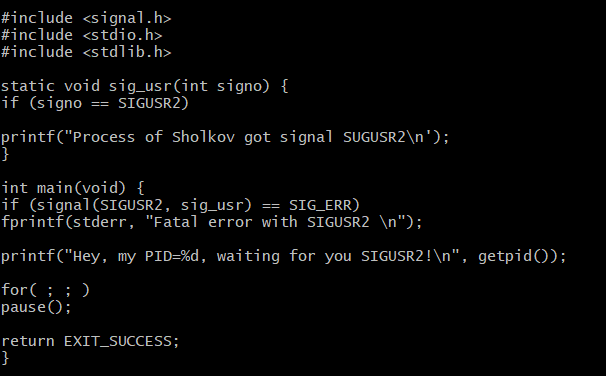 #include <signal.h>
#include <stdio.h>
#include <stdlib.h>
static void sig_usr(int signo) {
if (signo == SIGUSR2)
printf("Process of Sholkov got signal SUGUSR2\n');
}
int main(void) {
if (signal(SIGUSR2, sig_usr) == SIG_ERR)
fprintf(stderr, "Fatal error with SIGUSR2 \n");
printf("Hey, my PID=%d, waiting for you SIGUSR2!\n", getpid());
for( ; ; )
pause();
return EXIT_SUCCESS;
}